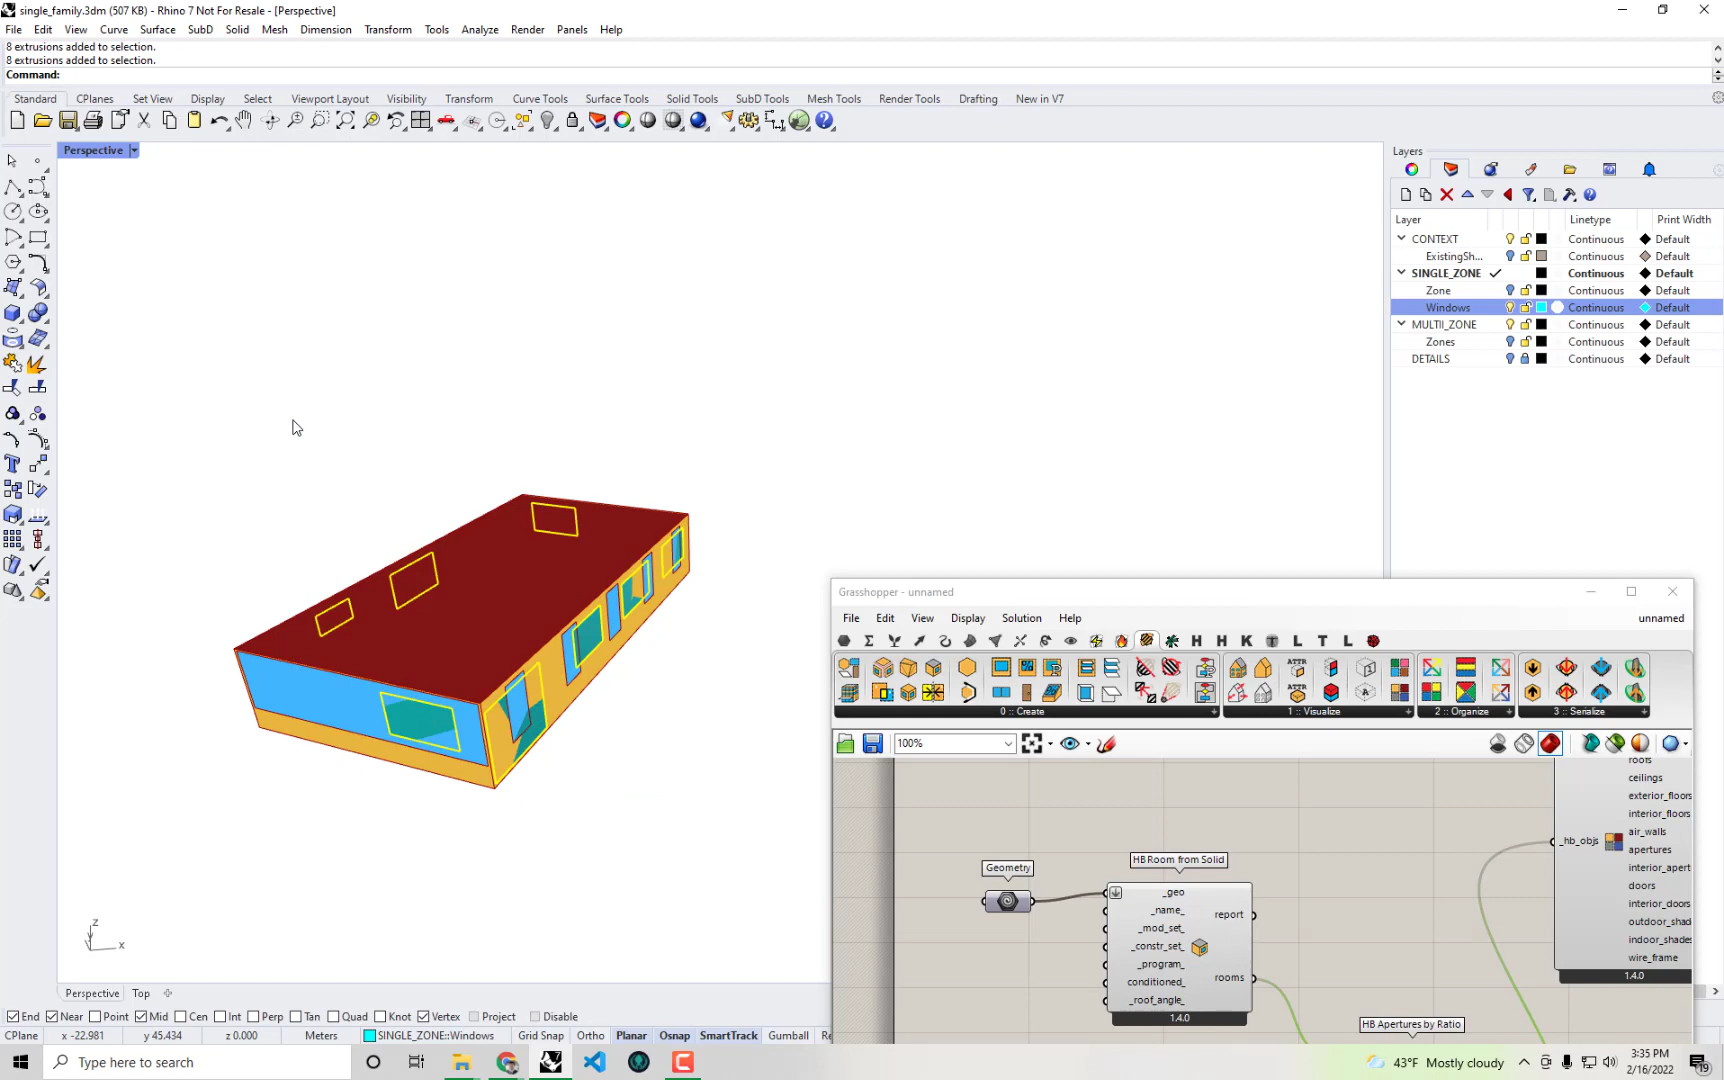 single_family.3dm (507 KB) - Rhino 7 Not For Resale - [Perspective]
File Edit View Curve Surface SubD Solid Mesh Dimension Transform Tools Analyze Render Panels Help
8 extrusions added to selection.
8 extrusions added to selection.
Command:
Standard CPlanes Set View Display Select Viewport Layout Visibility Transform Curve Tools Surface Tools Solid Tools SubD Tools Mesh Tools Render Tools Drafting New in V7
Perspective
Layers
Layer Linetype Print Width
CONTEXT Continuous Default
ExistingSh... Continuous Default
SINGLE_ZONE Continuous Default
Zone Continuous Default
Windows Continuous Default
MULTII_ZONE Continuous Default
Zones Continuous Default
DETAILS Continuous Default
Grasshopper - unnamed
File Edit View Display Solution Help unnamed
H H K L T L
ATTR
ATTR
0 :: Create 1 :: Visualize 2 :: Organize 3 :: Serialize
100%
roofs
ceilings
exterior_floors
interior_floors
air_walls
_hb_objs
apertures
interior_apert
doors
interior_doors
outdoor_shade
indoor_shades
wire_frame
1.4.0
Geometry
HB Room from Solid
_geo
_name_
_mod_set_
_constr_set_
_program_
conditioned_
_roof_angle_
report
rooms
1.4.0
HB Apertures by Ratio
z
x
Perspective Top
End Near Point Mid Cen Int Perp Tan Quad Knot Vertex Project Disable
CPlane x -22.981 y 45.434 z 0.000 Meters SINGLE_ZONE::Windows Grid Snap Ortho Planar Osnap SmartTrack Gumball Re
Type here to search
43°F Mostly cloudy
3:35 PM
2/16/2022
19